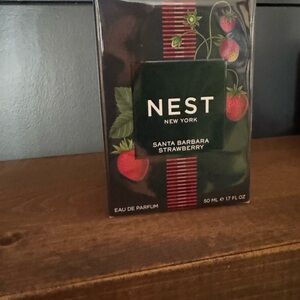 NEST
NEW YORK
SANTA BARBARA
STRAWBERRY
EAU DE PARFUM
50 ML ℮ 1.7 FL OZ